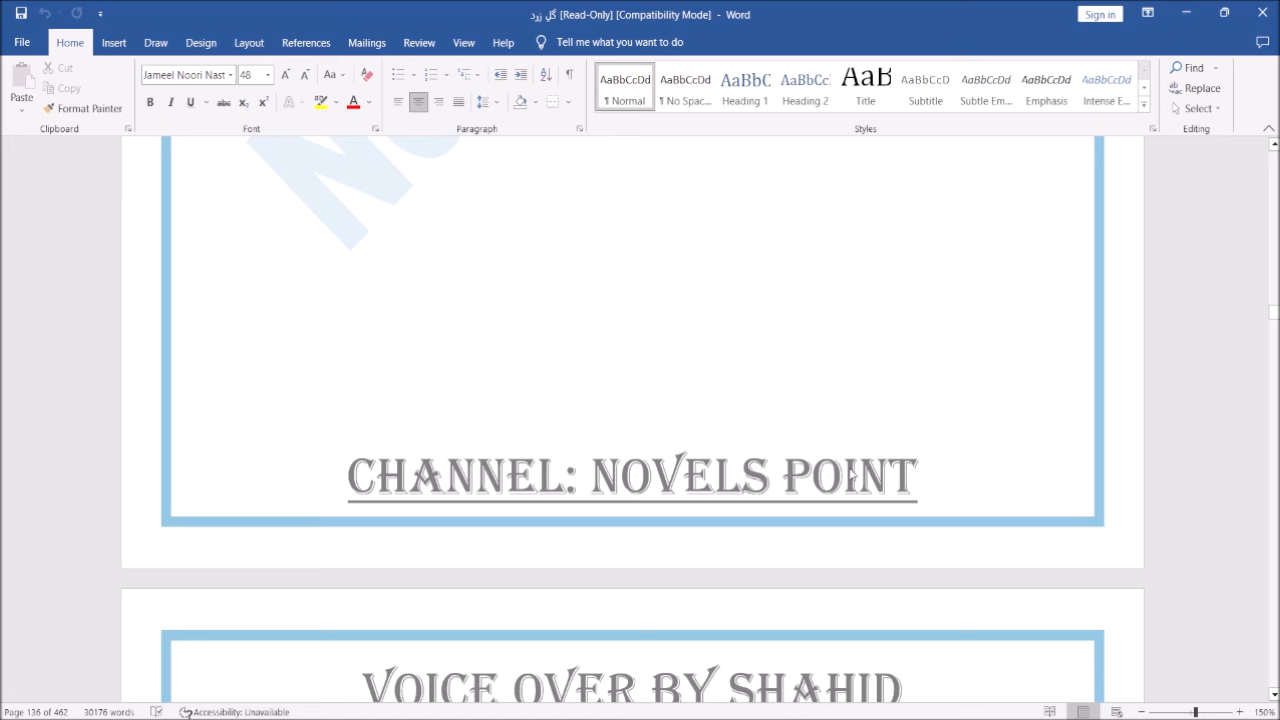 گل زرد [Read-Only] [Compatibility Mode] - Word
Sign in
File Home Insert Draw Design Layout References Mailings Review View Help Tell me what you want to do
Paste
Cut
Copy
Format Painter
Clipboard
Jameel Noori Nast 48
Font
Paragraph
AaBbCcDd AaBbCcDd AaBbC AaBbCc AaB AaBbCcD AaBbCcDd AaBbCcDd AaBbCcDd
¶ Normal ¶ No Spac... Heading 1 Heading 2 Title Subtitle Subtle Em... Emphasis Intense E...
Styles
Find
Replace
Select
Editing
No
CHANNEL: NOVELS POINT
VOICE OVER BY SHAHID
Page 136 of 462 30176 words Accessibility: Unavailable 150%